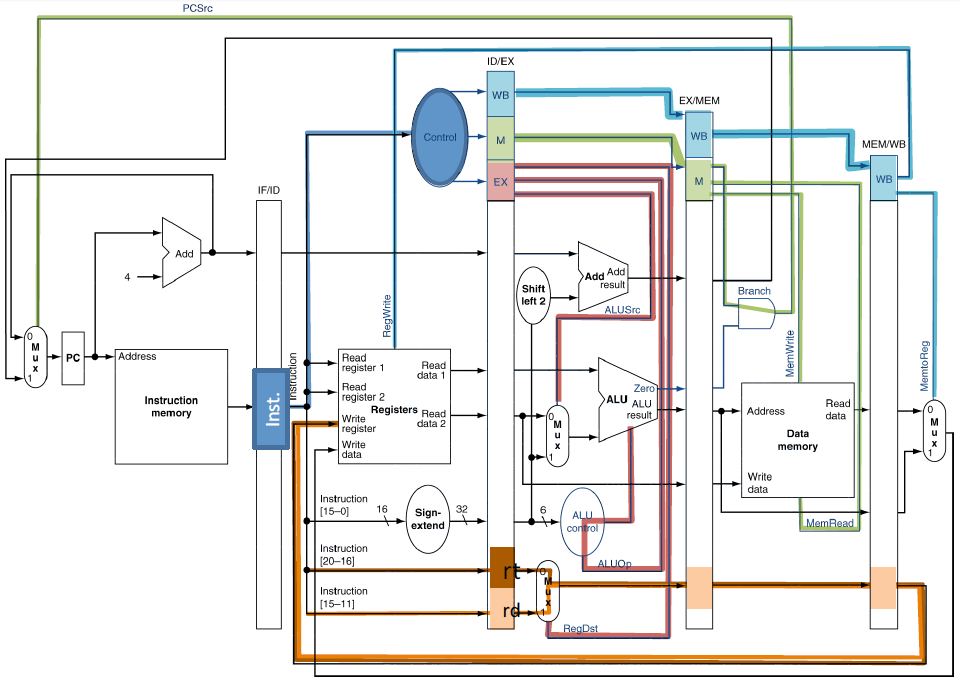 PCSrc
ID/EX
WB
EX/MEM
Control
M
WB
MEM/WB
EX
M
WB
IF/ID
Add
4
Add
Add
result
Shift
left 2
ALUSrc
Branch
RegWrite
MemWrite
MemtoReg
0
M
u
x
1
PC
Address
Instruction
memory
Inst.
Instruction
Read
register 1
Read
data 1
Read
register 2
Registers
Read
data 2
Write
register
Write
data
Zero
ALU
ALU
result
0
M
u
x
1
Address
Read
data
Data
memory
Write
data
0
M
u
x
1
Instruction
[15–0]
16
Sign-
extend
32
6
ALU
control
MemRead
Instruction
[20–16]
rt
ALUOp
0
M
u
x
1
Instruction
[15–11]
rd
RegDst